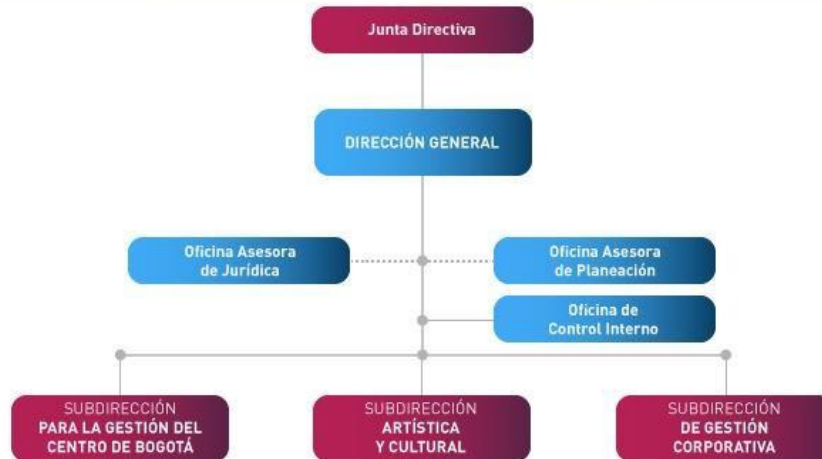 Junta Directiva
DIRECCIÓN GENERAL
Oficina Asesora
de Jurídica
Oficina Asesora
de Planeación
Oficina de
Control Interno
SUBDIRECCIÓN
PARA LA GESTIÓN DEL
CENTRO DE BOGOTÁ
SUBDIRECCIÓN
ARTÍSTICA
Y CULTURAL
SUBDIRECCIÓN
DE GESTIÓN
CORPORATIVA